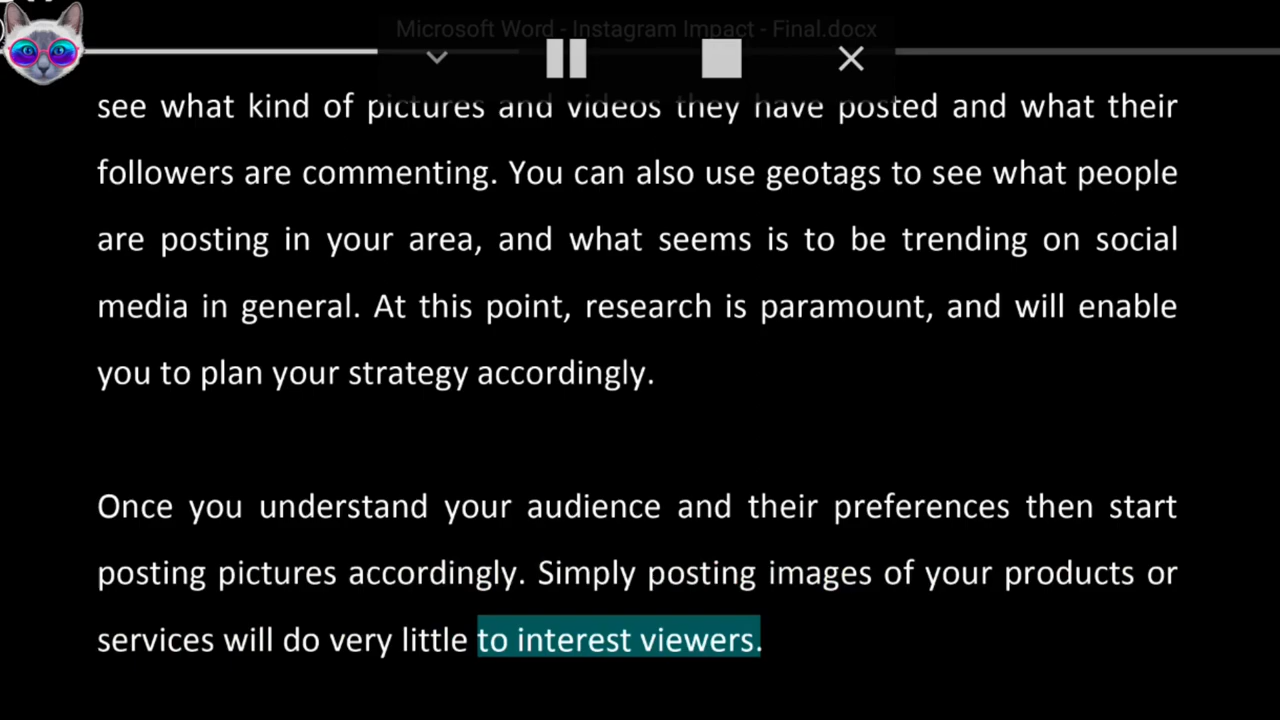 Microsoft Word - Instagram Impact - Final.docx
see what kind of pictures and videos they have posted and what their
followers are commenting. You can also use geotags to see what people
are posting in your area, and what seems is to be trending on social
media in general. At this point, research is paramount, and will enable
you to plan your strategy accordingly.
Once you understand your audience and their preferences then start
posting pictures accordingly. Simply posting images of your products or
services will do very little to interest viewers.